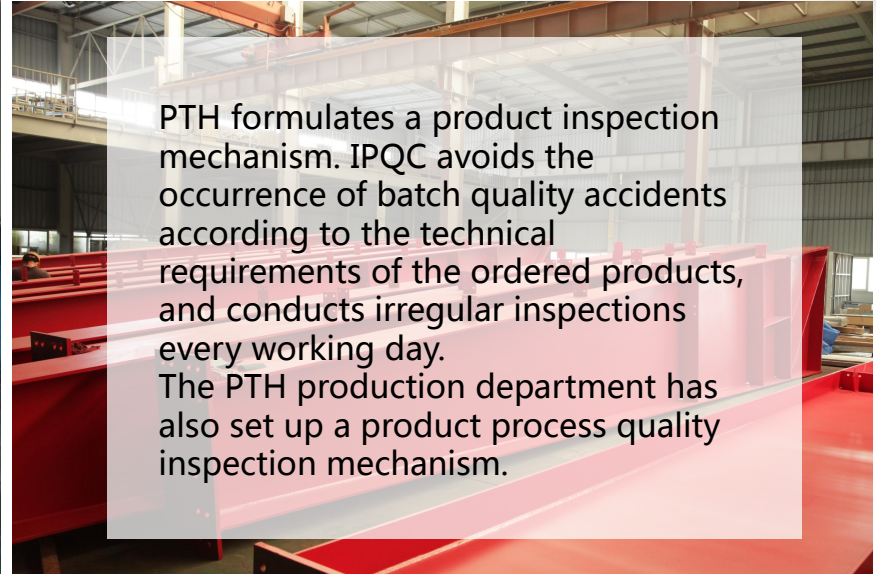 PTH formulates a product inspection
mechanism. IPQC avoids the
occurrence of batch quality accidents
according to the technical
requirements of the ordered products,
and conducts irregular inspections
every working day.
The PTH production department has
also set up a product process quality
inspection mechanism.